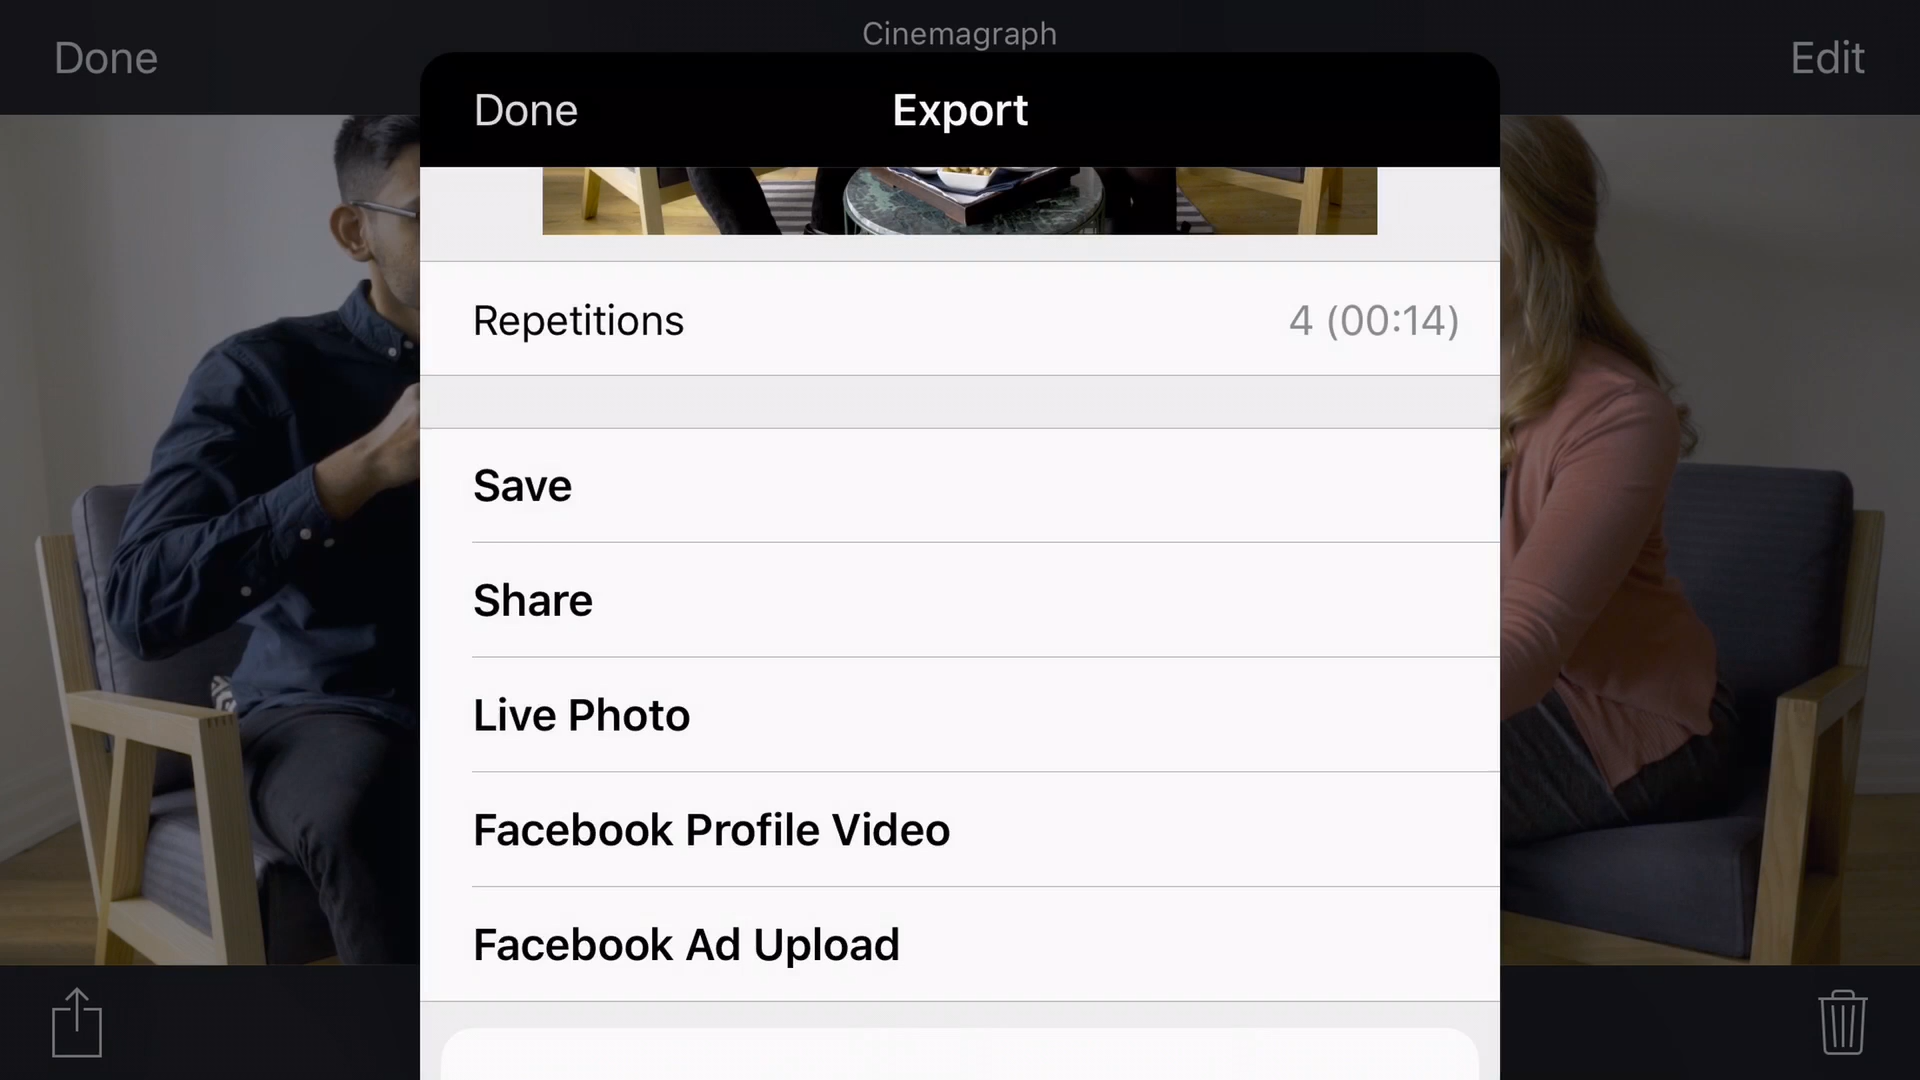 Cinemagraph
Done
Edit
Done
Export
Repetitions
4 (00:14)
Save
Share
Live Photo
Facebook Profile Video
Facebook Ad Upload